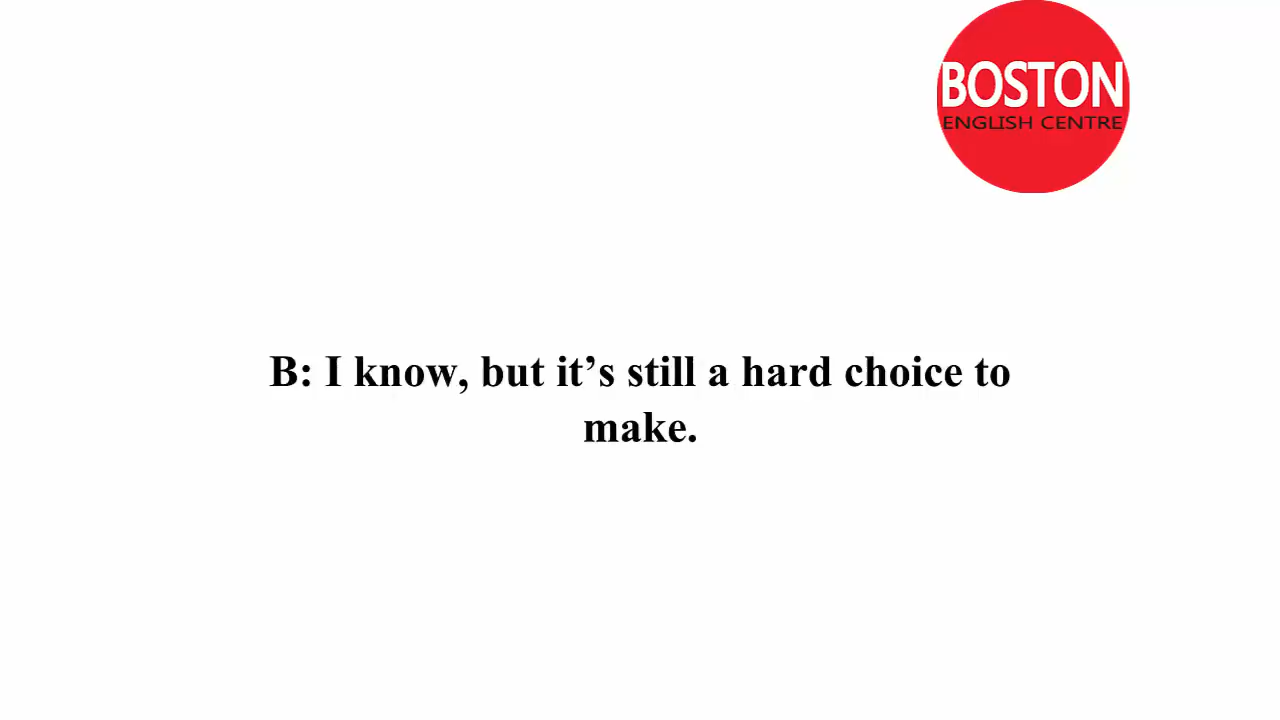 BOSTON
ENGLISH CENTRE
B: I know, but it’s still a hard choice to
make.